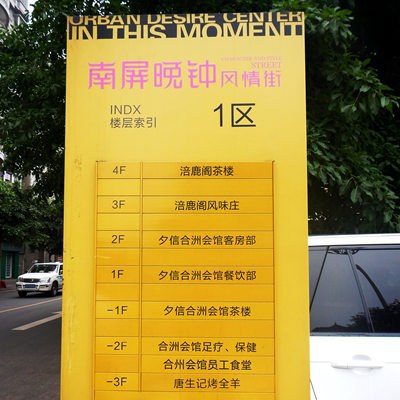 URBAN DESIRE CENTER
IN THIS MOMENT
南屏晚钟风情街
STREET
INDX
楼层索引
1区
4F 涪鹿阁茶楼
3F 涪鹿阁风味庄
2F 夕信合洲会馆客房部
1F 夕信合洲会馆餐饮部
-1F 夕信合洲会馆茶楼
-2F 合洲会馆足疗、保健
合州会馆员工食堂
-3F 唐生记烤全羊